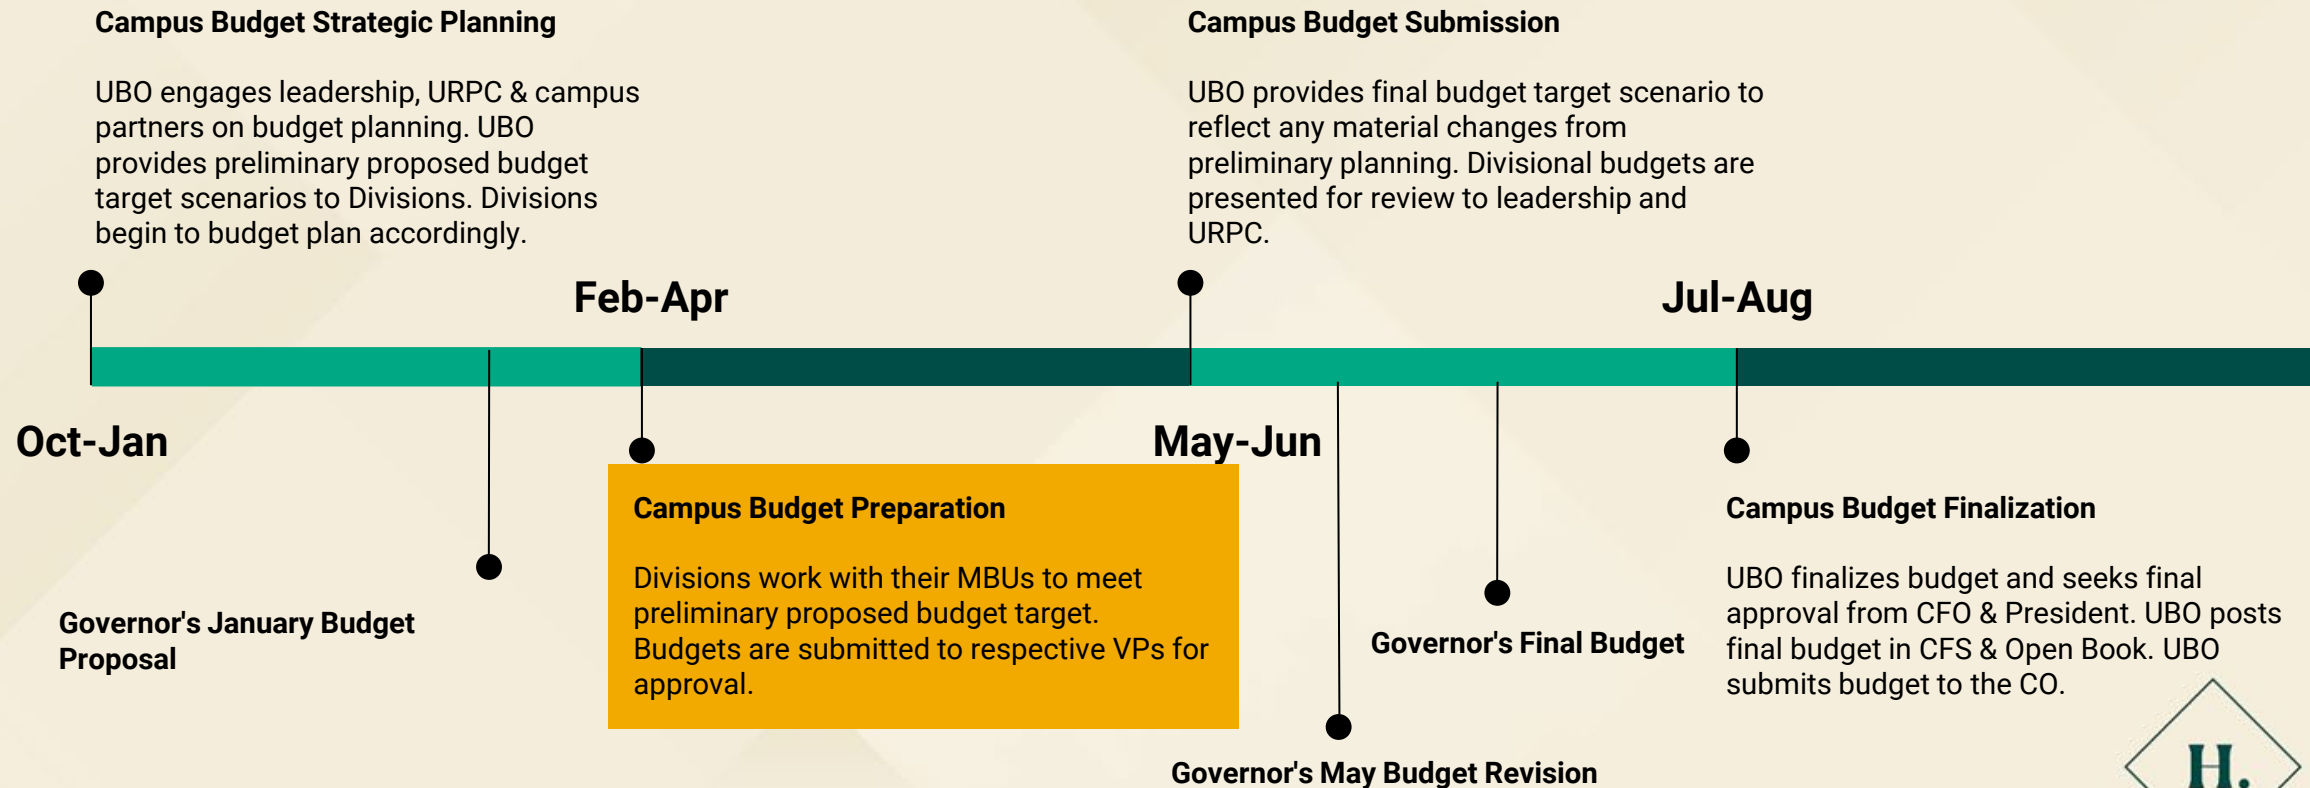 Campus Budget Strategic Planning
UBO engages leadership, URPC & campus
partners on budget planning. UBO
provides preliminary proposed budget
target scenarios to Divisions. Divisions
begin to budget plan accordingly.
Campus Budget Submission
UBO provides final budget target scenario to
reflect any material changes from
preliminary planning. Divisional budgets are
presented for review to leadership and
URPC.
Feb-Apr
Jul-Aug
Oct-Jan
May-Jun
Governor's January Budget
Proposal
Campus Budget Preparation
Divisions work with their MBUs to meet
preliminary proposed budget target.
Budgets are submitted to respective VPs for
approval.
Governor's May Budget Revision
Governor's Final Budget
Campus Budget Finalization
UBO finalizes budget and seeks final
approval from CFO & President. UBO posts
final budget in CFS & Open Book. UBO
submits budget to the CO.
H.